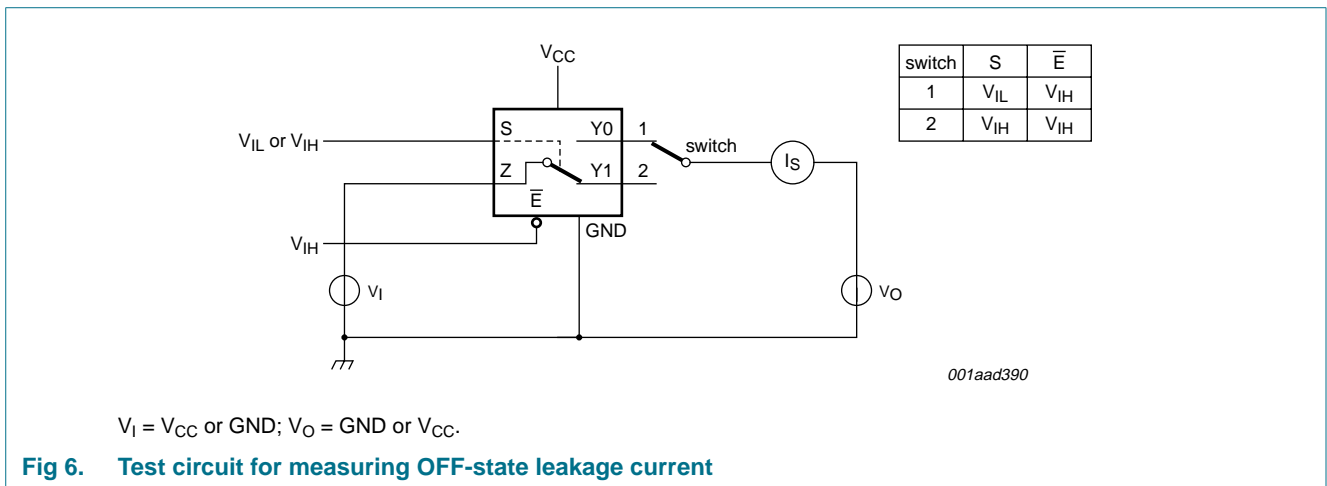 V_CC
switch S E̅
1 V_IL V_IH
2 V_IH V_IH
V_IL or V_IH
S Y0 1
switch
I_S
Z Y1 2
E̅
GND
V_IH
V_I
V_O
001aad390
V_I = V_CC or GND; V_O = GND or V_CC.
Fig 6. Test circuit for measuring OFF-state leakage current